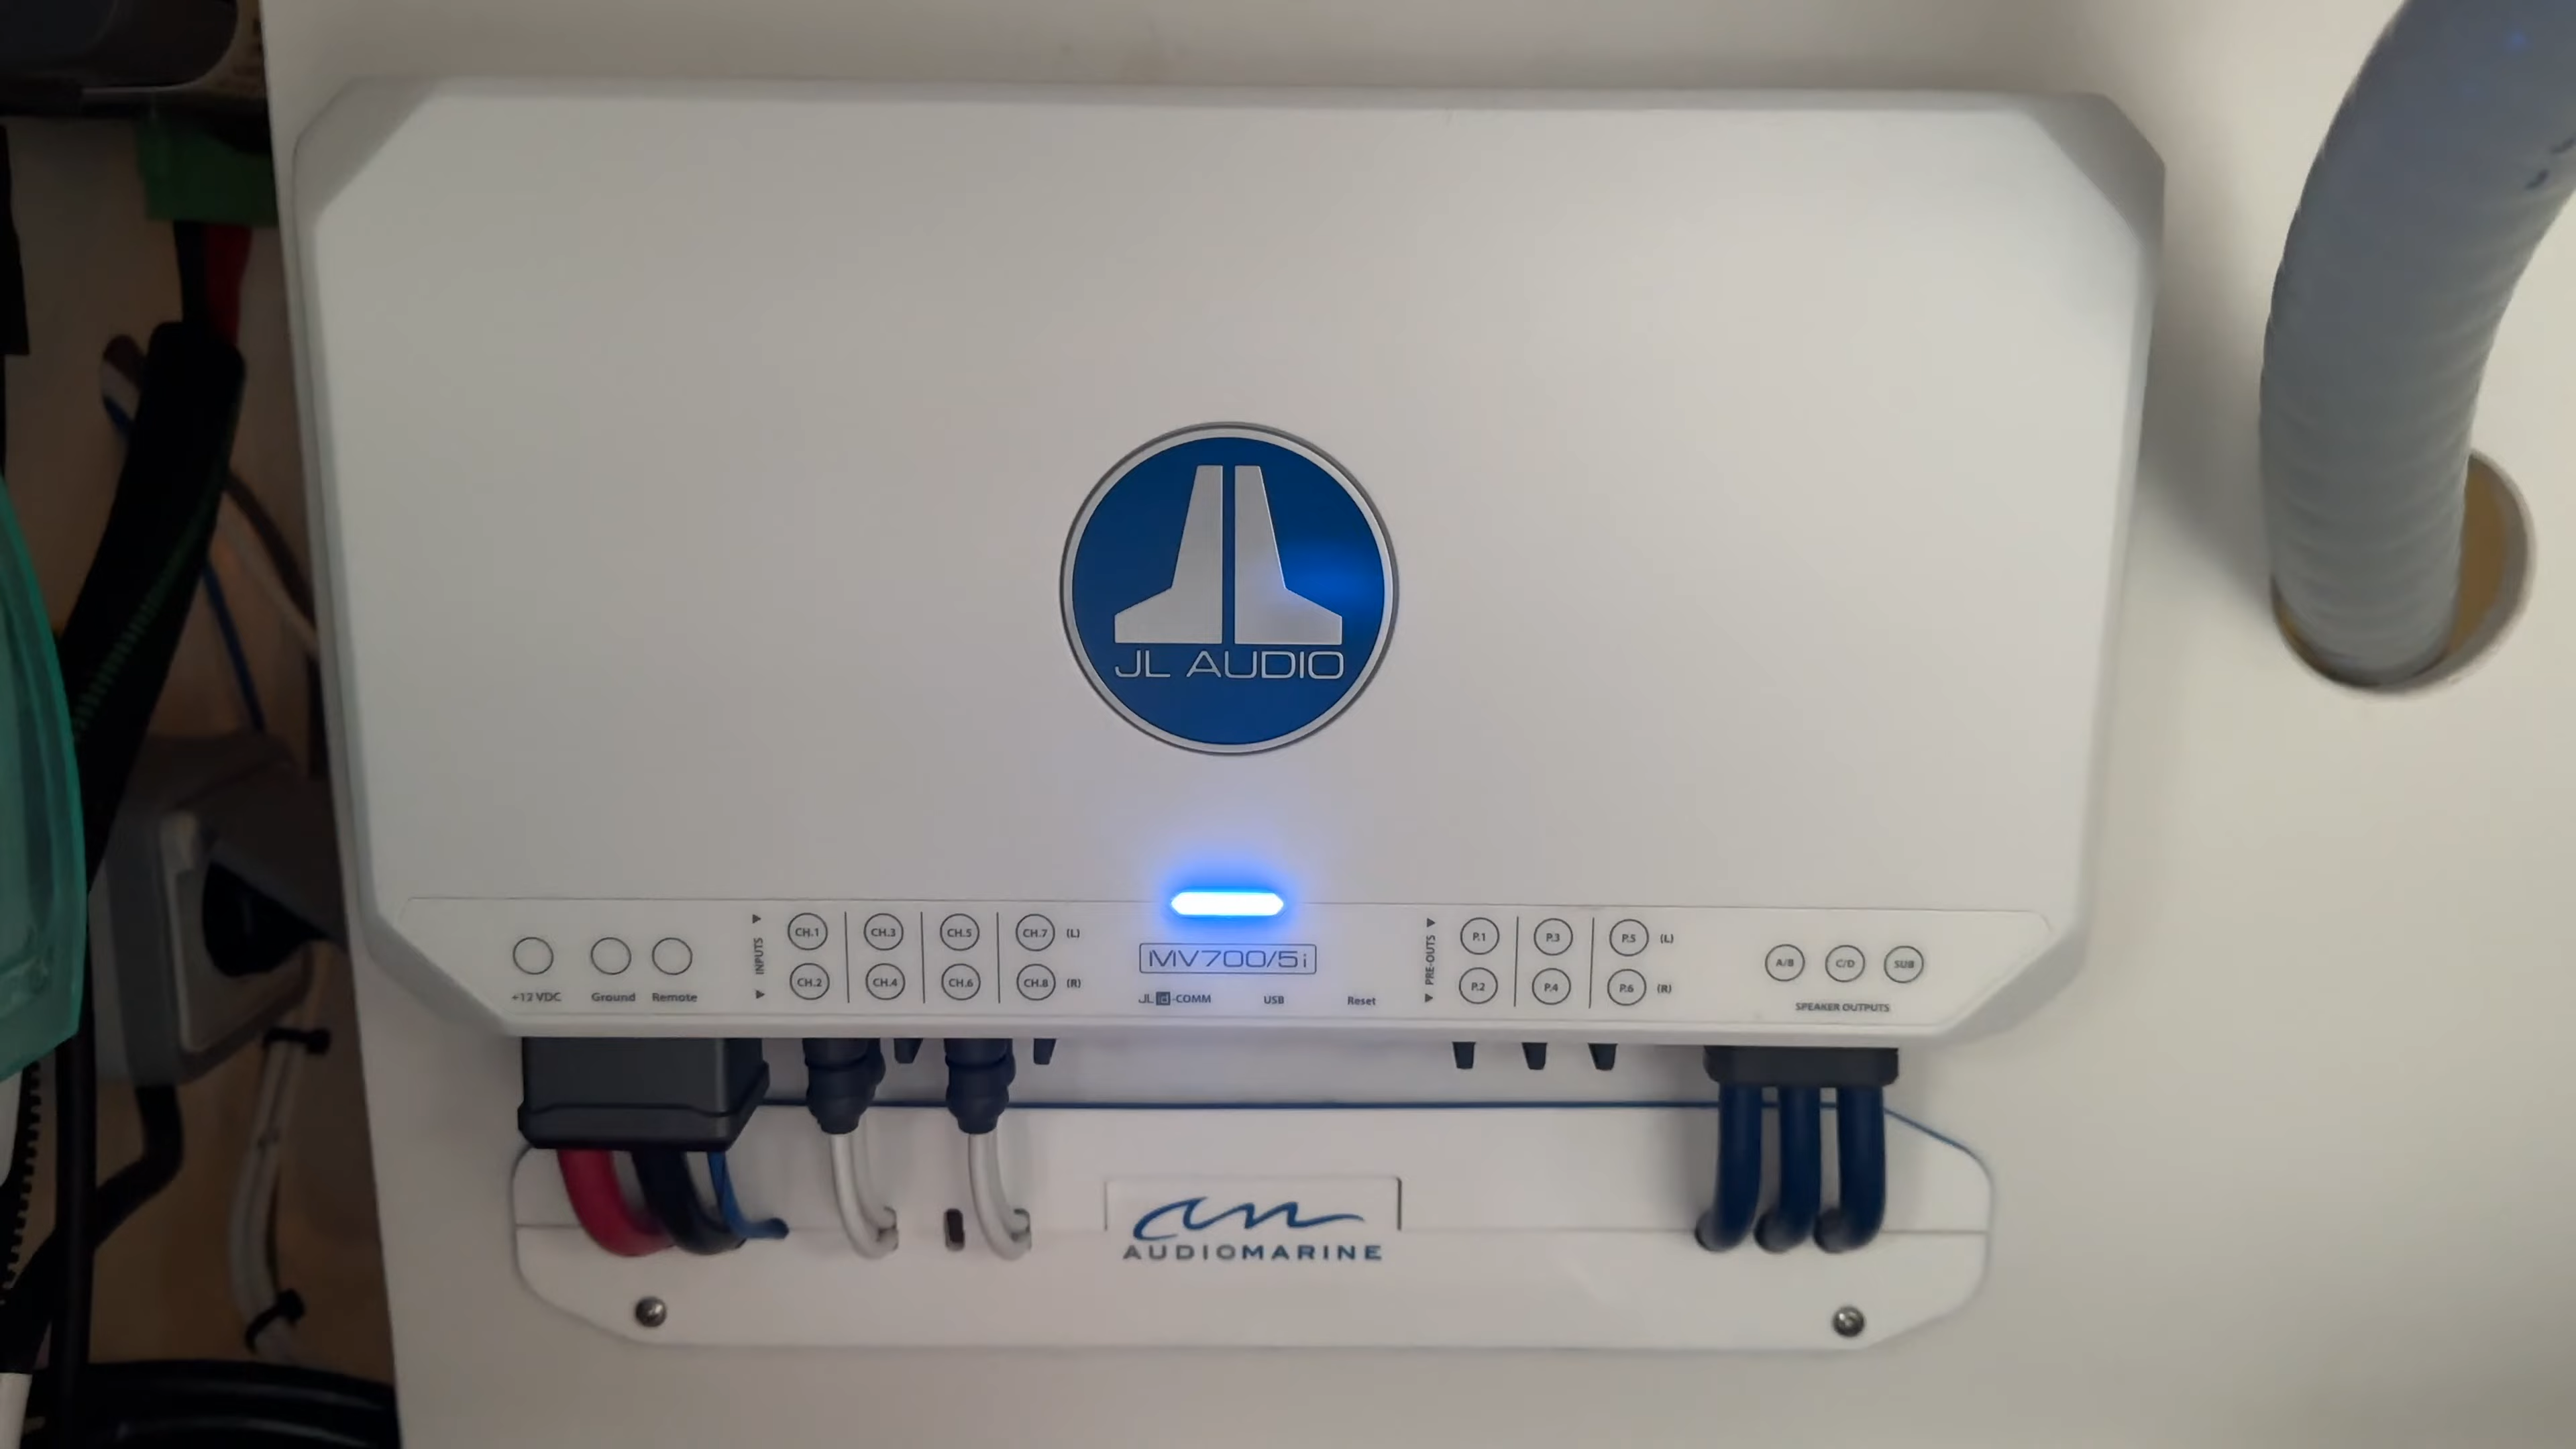 JL AUDIO
+12 VDC
Ground
Remote
INPUTS
CH.1
CH.3
CH.5
CH.7
(L)
CH.2
CH.4
CH.6
CH.8
(R)
MV700/5i
JL id-COMM
USB
Reset
PRE-OUTS
P.1
P.3
P.5
(L)
P.2
P.4
P.6
(R)
A/B
C/D
SUB
SPEAKER OUTPUTS
AUDIOMARINE